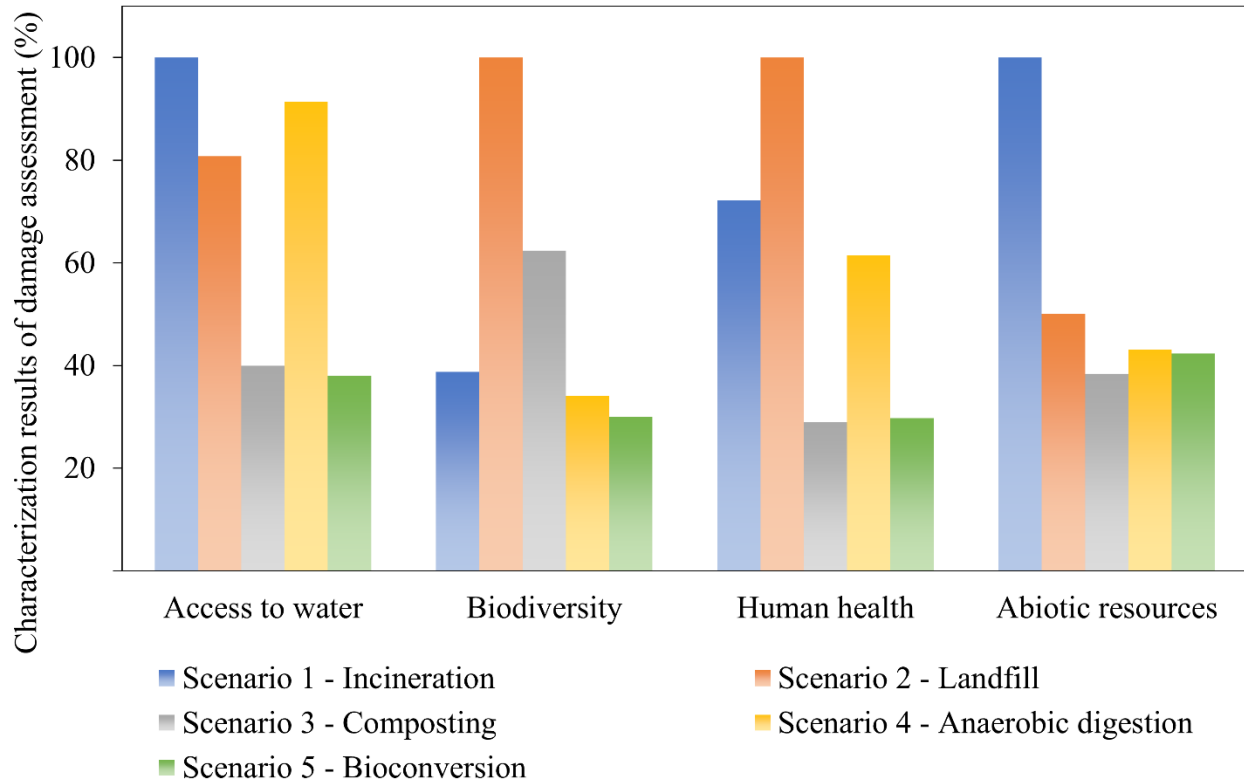 Characterization results of damage assessment (%)
100
80
60
40
20
Access to water
Biodiversity
Human health
Abiotic resources
Scenario 1 - Incineration
Scenario 2 - Landfill
Scenario 3 - Composting
Scenario 4 - Anaerobic digestion
Scenario 5 - Bioconversion